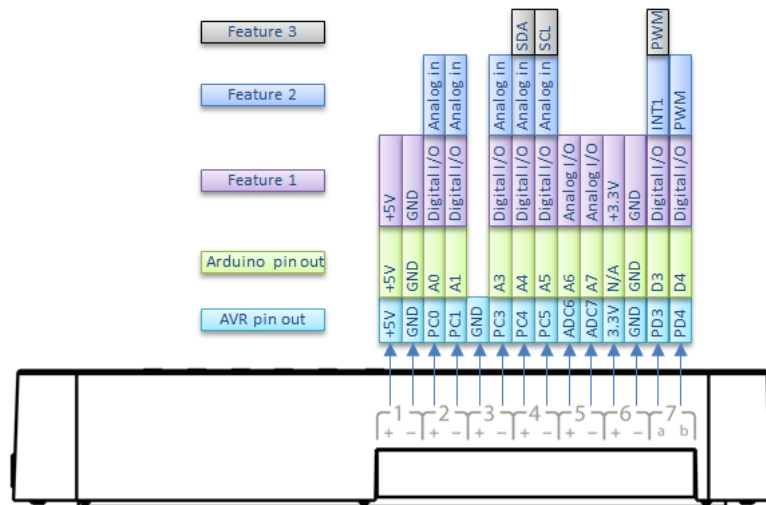 Feature 3
SDA
SCL
PWM
Feature 2
Analog in
Analog in
Analog in
Analog in
Analog in
INT1
PWM
Feature 1
+5V
GND
Digital I/O
Digital I/O
Digital I/O
Digital I/O
Digital I/O
Analog I/O
Analog I/O
+3.3V
GND
Digital I/O
Digital I/O
Arduino pin out
+5V
GND
A0
A1
A3
A4
A5
A6
A7
N/A
GND
D3
D4
AVR pin out
+5V
GND
PC0
PC1
GND
PC3
PC4
PC5
ADC6
ADC7
3.3V
GND
PD3
PD4
1 2 3 4 5 6 7
+ − + − + − + − + − + − a b